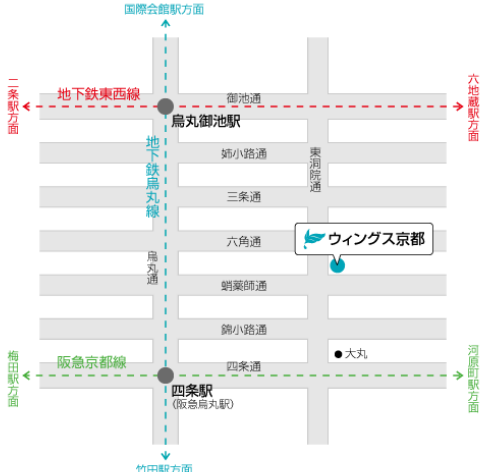 国際会館駅方面
二条駅方面
地下鉄東西線
御池通
六地蔵駅方面
烏丸御池駅
地下鉄烏丸線
姉小路通
東洞院通
三条通
六角通
ウィングス京都
烏丸通
蛸薬師通
錦小路通
大丸
梅田駅方面
阪急京都線
四条通
河原町駅方面
四条駅
(阪急烏丸駅)
竹田駅方面